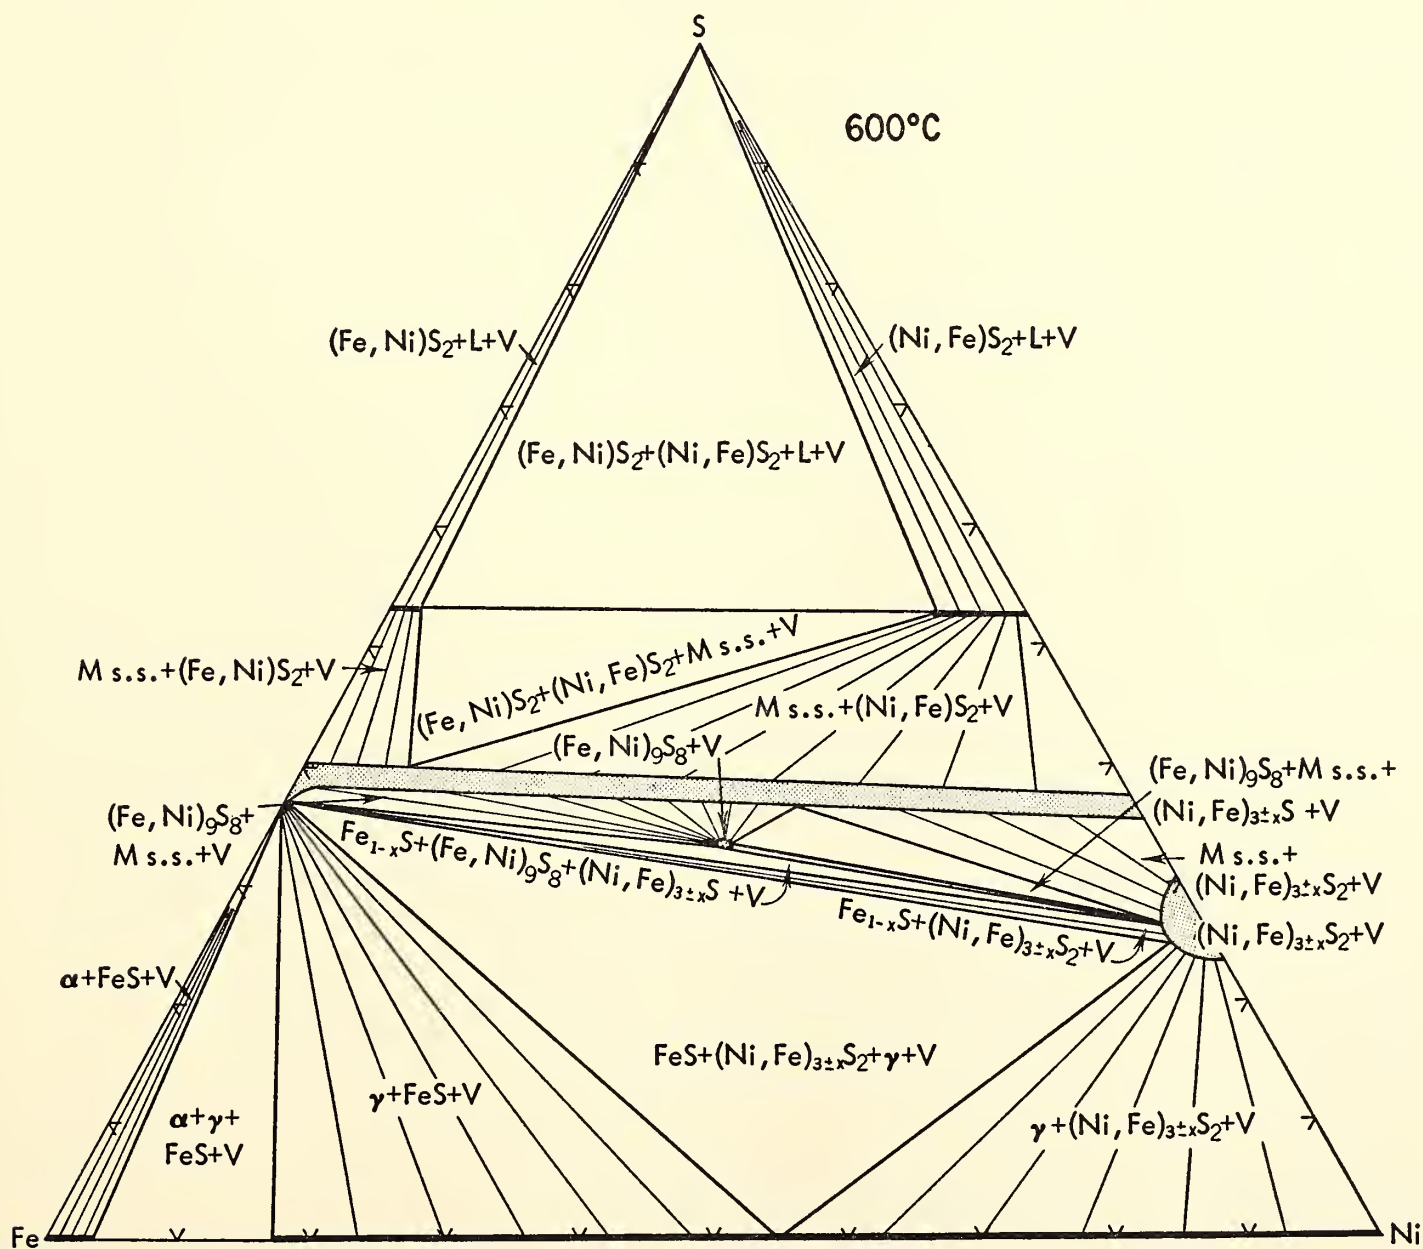 S
600°C
(Fe, Ni)S₂+L+V
(Ni, Fe)S₂+L+V
(Fe, Ni)S₂+(Ni, Fe)S₂+L+V
M s.s.+(Fe, Ni)S₂+V
(Fe, Ni)S₂+(Ni, Fe)S₂+M s.s.+V
M s.s.+(Ni, Fe)S₂+V
(Fe, Ni)₉S₈+V
(Fe, Ni)₉S₈+M s.s.+
(Ni, Fe)₃±ₓS +V
(Fe, Ni)₉S₈+
M s.s.+V
Fe₁₋ₓS+(Fe, Ni)₉S₈+(Ni, Fe)₃±ₓS +V
M s.s.+
(Ni, Fe)₃±ₓS₂+V
Fe₁₋ₓS+(Ni, Fe)₃±ₓS₂+V
(Ni, Fe)₃±ₓS₂+V
α+FeS+V
FeS+(Ni, Fe)₃±ₓS₂+γ+V
γ+FeS+V
α+γ+
FeS+V
γ+(Ni, Fe)₃±ₓS₂+V
Fe
Ni